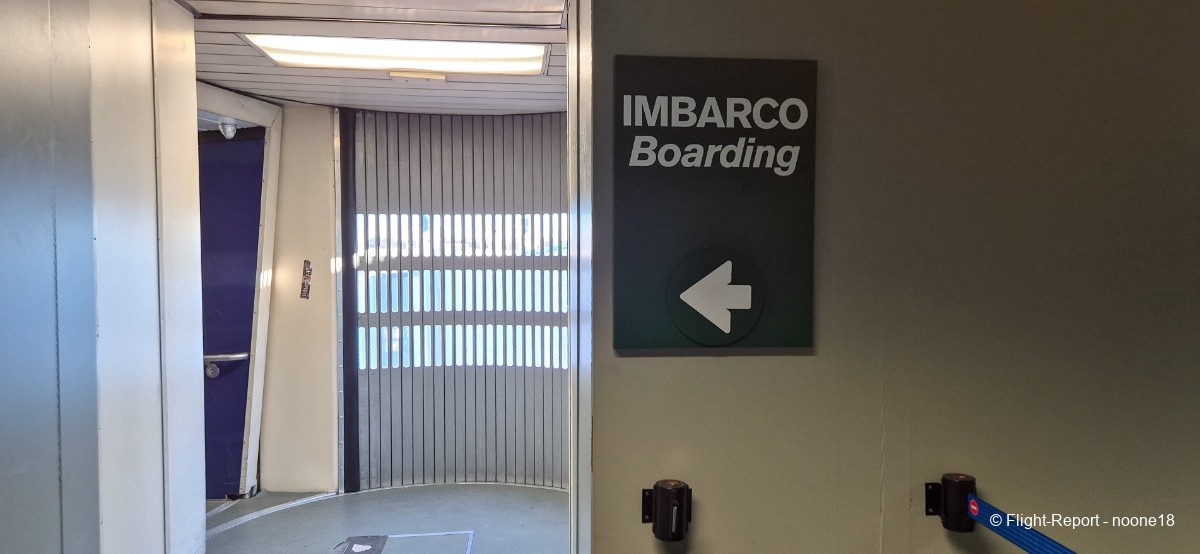 IMBARCO
Boarding
© Flight-Report - noone18